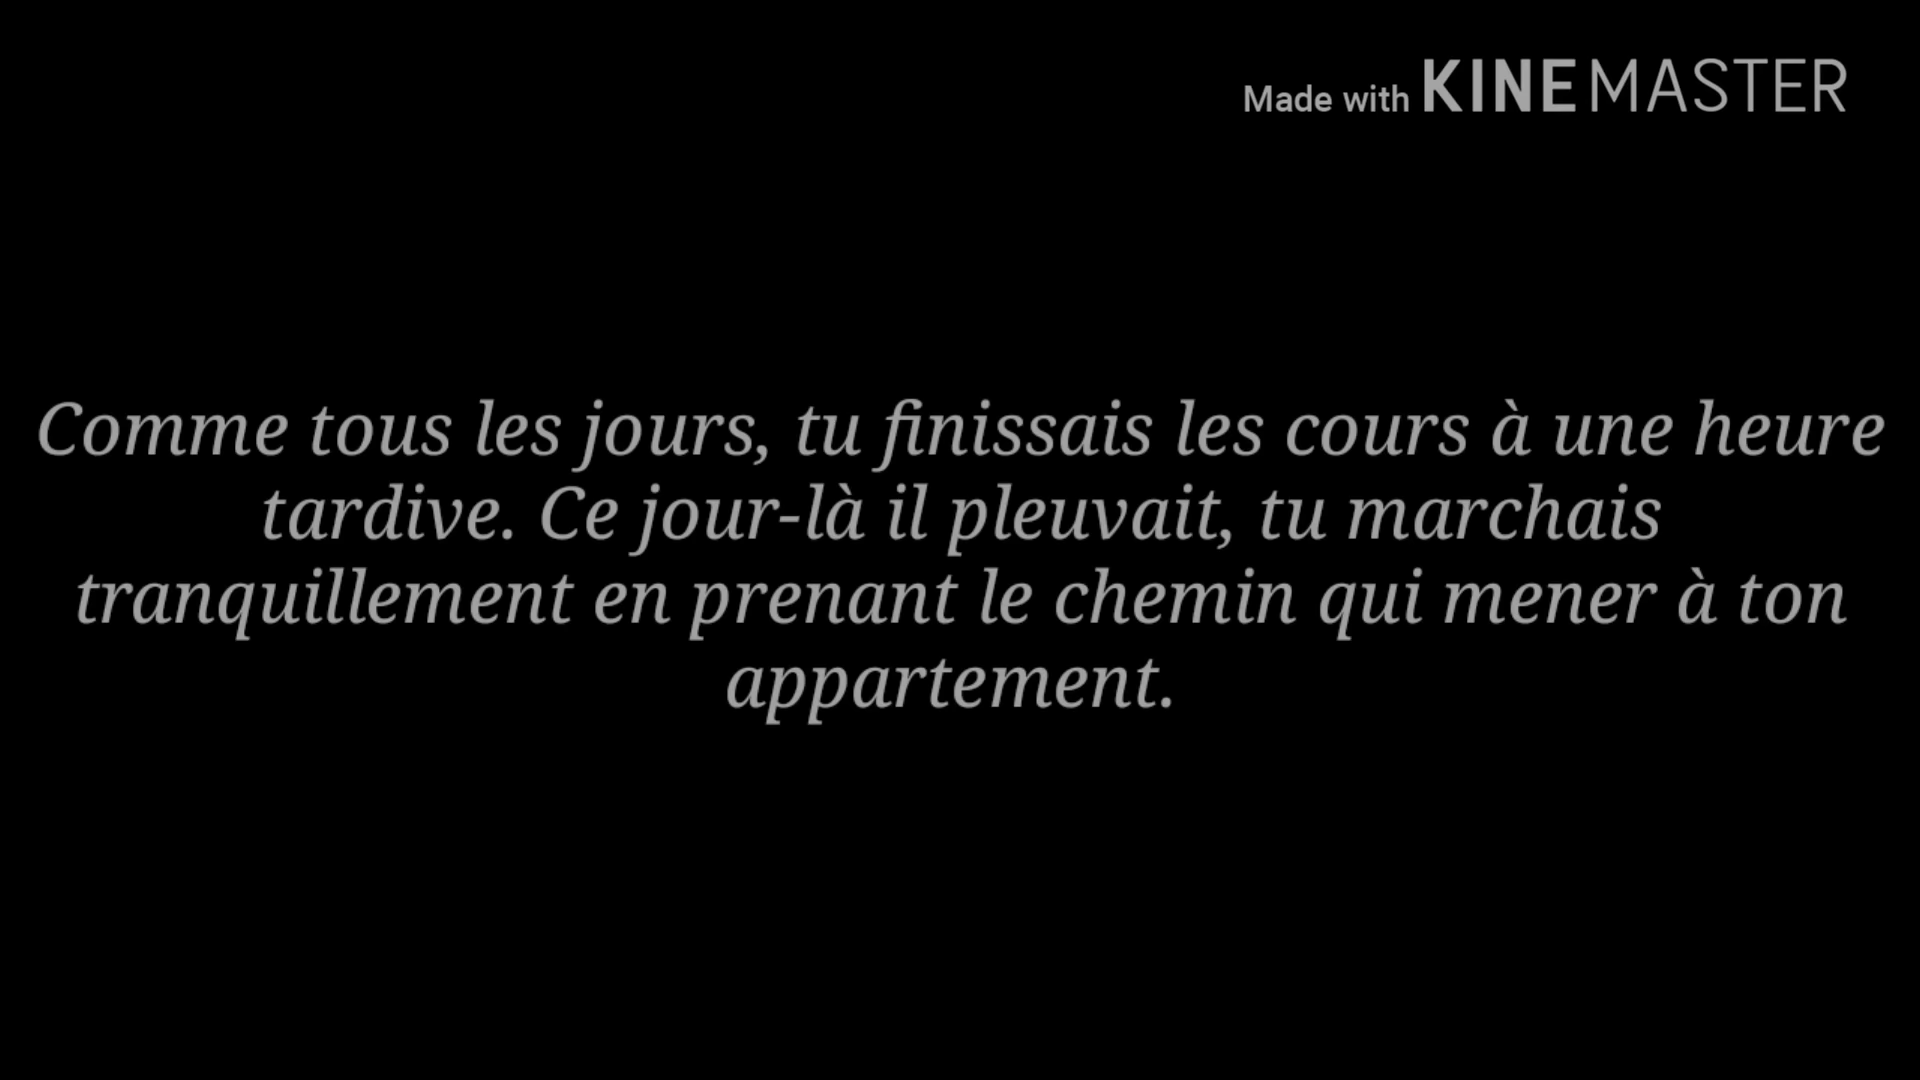 Made with KINEMASTER
Comme tous les jours, tu finissais les cours à une heure
tardive. Ce jour-là il pleuvait, tu marchais
tranquillement en prenant le chemin qui mener à ton
appartement.